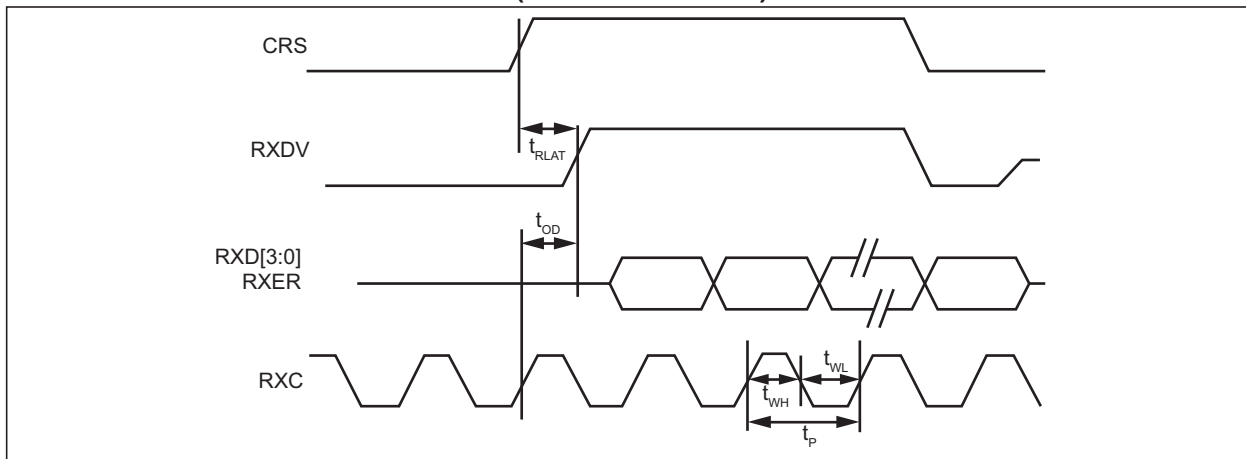 CRS
RXDV
tRLAT
tOD
RXD[3:0]
RXER
RXC
tWL
tWH
tP